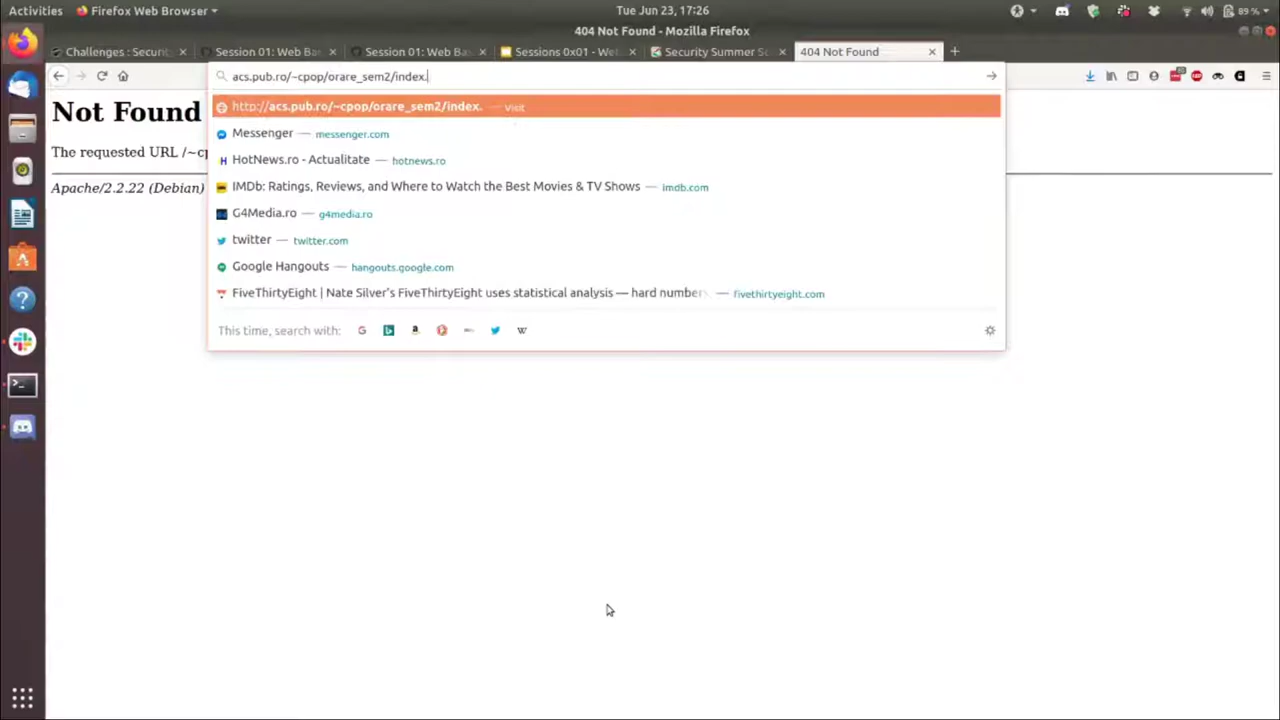 Activities
Firefox Web Browser
Tue Jun 23, 17:26
89 %
404 Not Found - Mozilla Firefox
Challenges : Securit
Session 01: Web Ba
Session 01: Web Ba
Sessions 0x01 - We
Security Summer Sc
404 Not Found
acs.pub.ro/~cpop/orare_sem2/index.
http://acs.pub.ro/~cpop/orare_sem2/index. — Visit
Messenger — messenger.com
HotNews.ro - Actualitate — hotnews.ro
IMDb: Ratings, Reviews, and Where to Watch the Best Movies & TV Shows — imdb.com
G4Media.ro — g4media.ro
twitter — twitter.com
Google Hangouts — hangouts.google.com
FiveThirtyEight | Nate Silver's FiveThirtyEight uses statistical analysis — hard numbers — fivethirtyeight.com
This time, search with:
Not Found
The requested URL /~cp
Apache/2.2.22 (Debian)